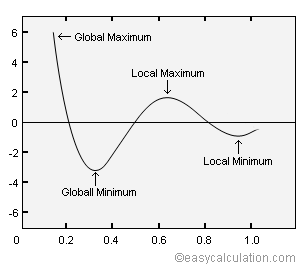 6
Global Maximum
4
Local Maximum
2
0
-2
Local Minimum
-4
Globall Minimum
-6
0 0.2 0.4 0.6 0.8 1.0
©easycalculation.com